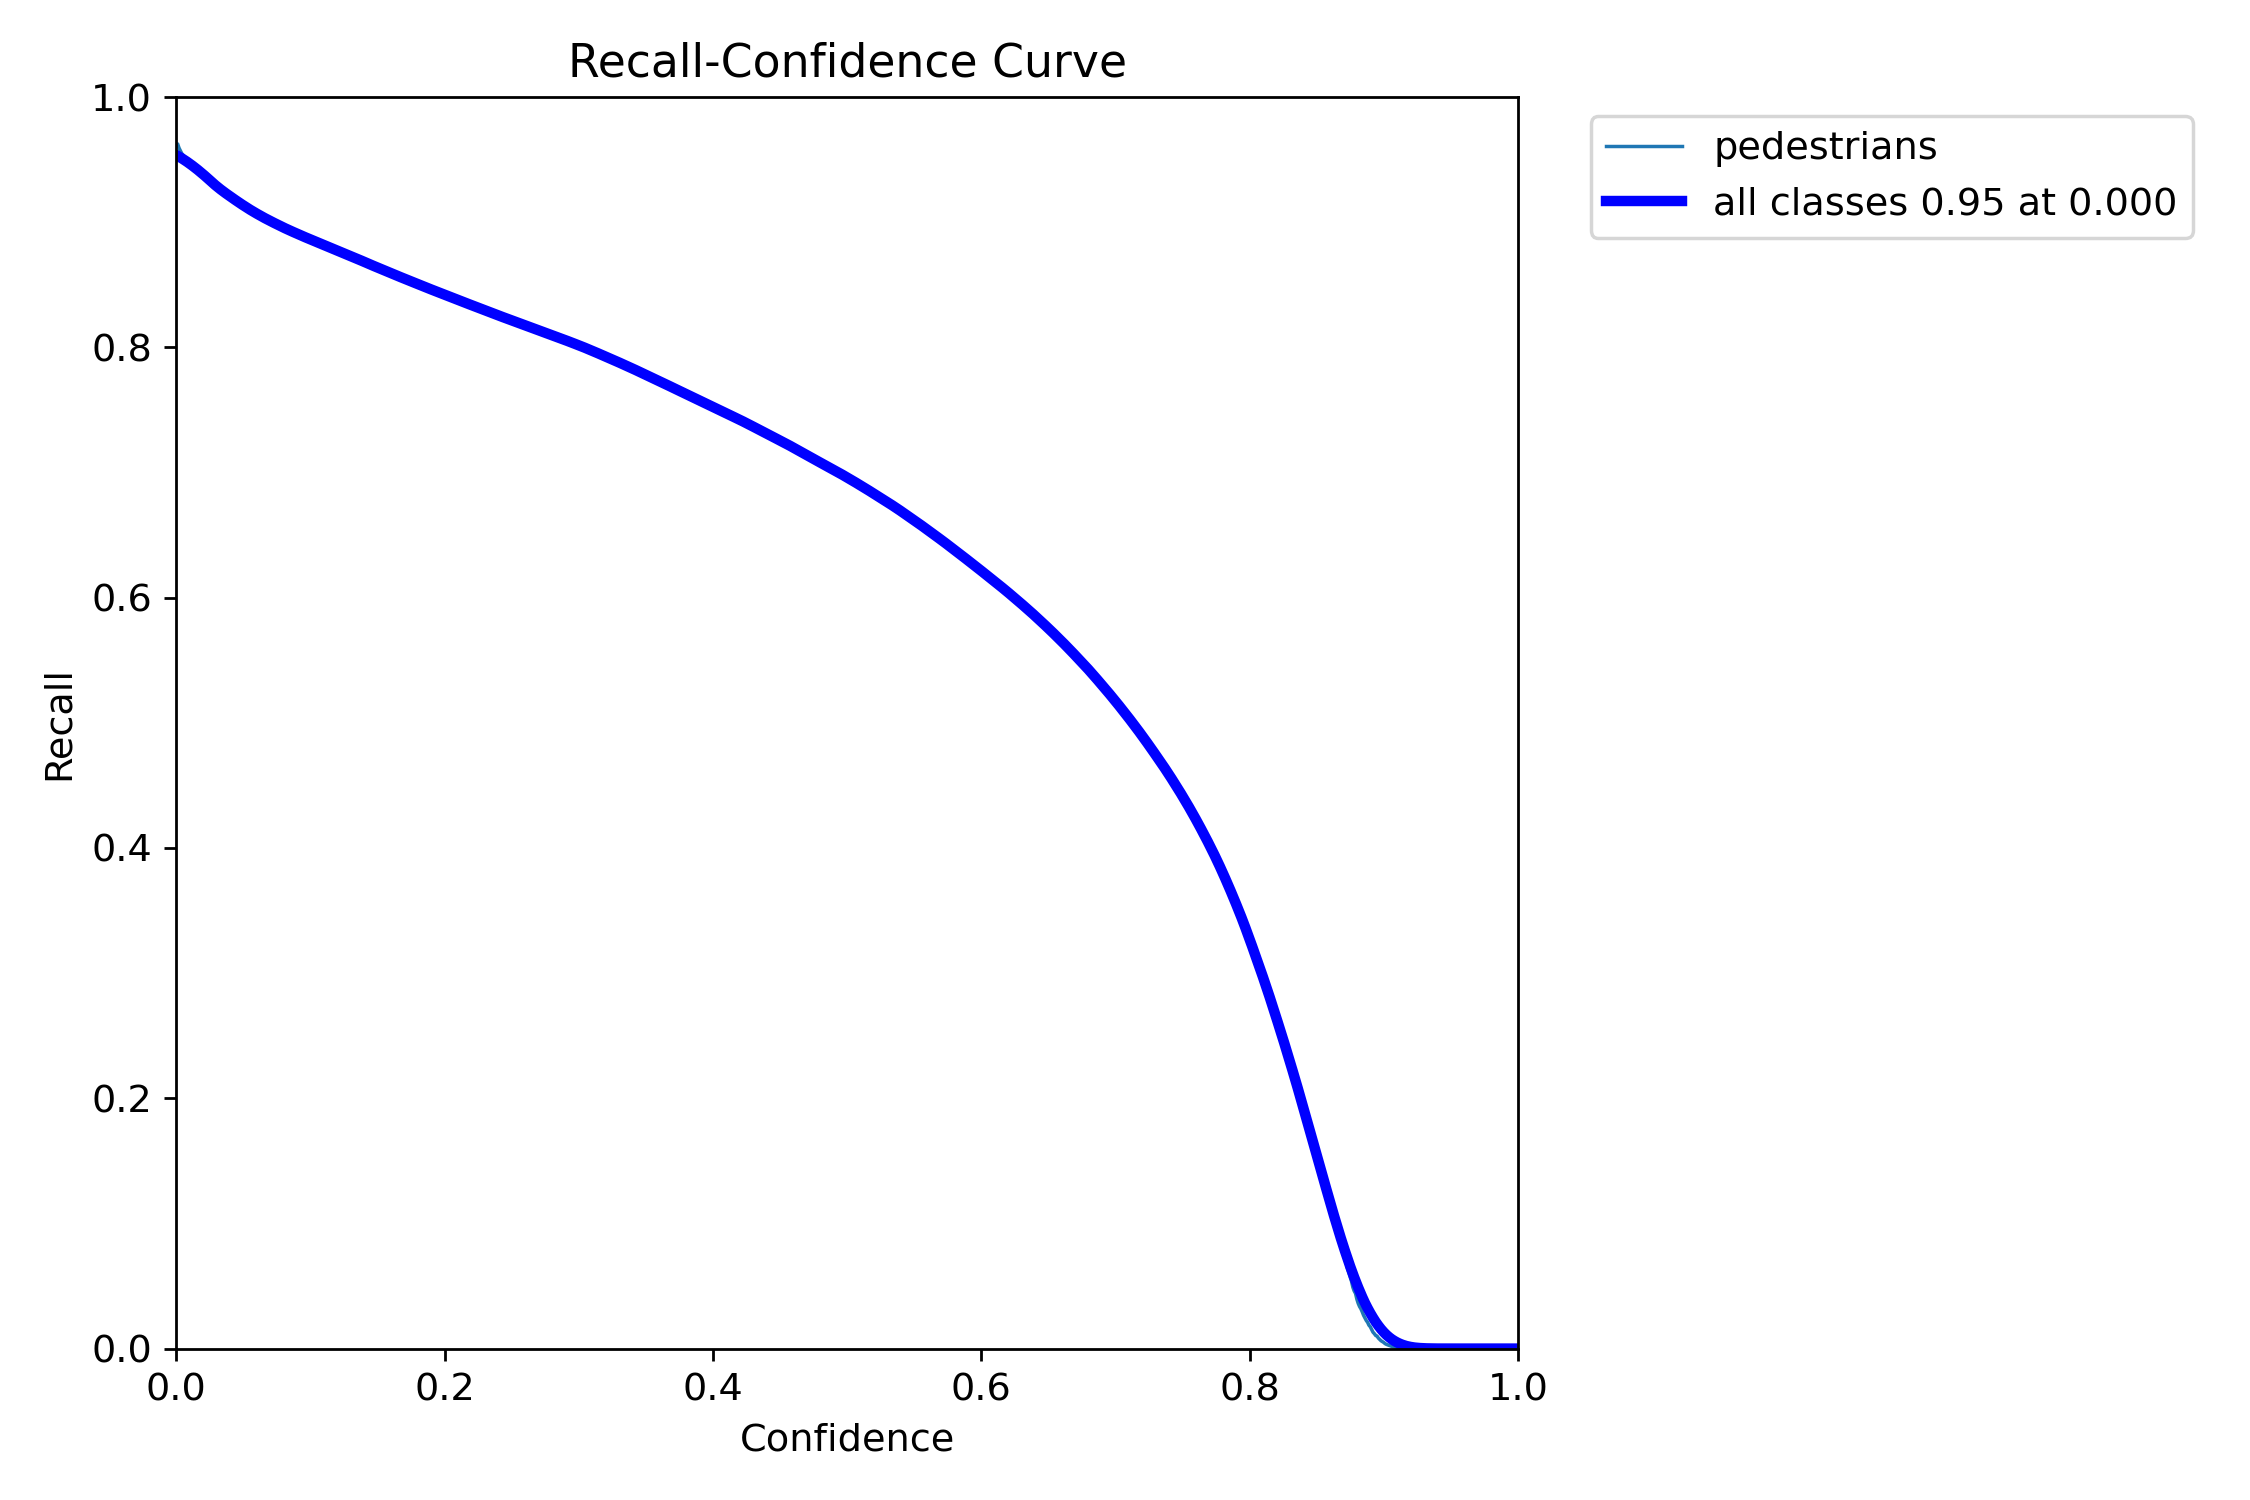 Recall-Confidence Curve
1.0
0.8
0.6
0.4
0.2
0.0
Recall
0.0 0.2 0.4 0.6 0.8 1.0
Confidence
pedestrians
all classes 0.95 at 0.000